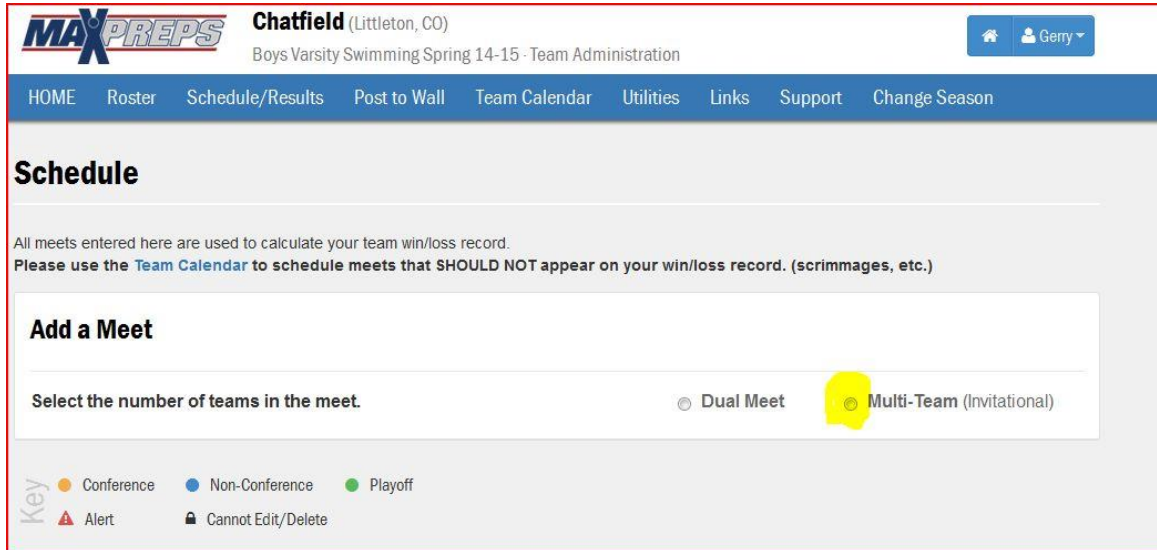 MAXPREPS
Chatfield (Littleton, CO)
Boys Varsity Swimming Spring 14-15 · Team Administration
Gerry
HOME Roster Schedule/Results Post to Wall Team Calendar Utilities Links Support Change Season
Schedule
All meets entered here are used to calculate your team win/loss record.
Please use the Team Calendar to schedule meets that SHOULD NOT appear on your win/loss record. (scrimmages, etc.)
Add a Meet
Select the number of teams in the meet. Dual Meet Multi-Team (Invitational)
Key
Conference Non-Conference Playoff
Alert Cannot Edit/Delete